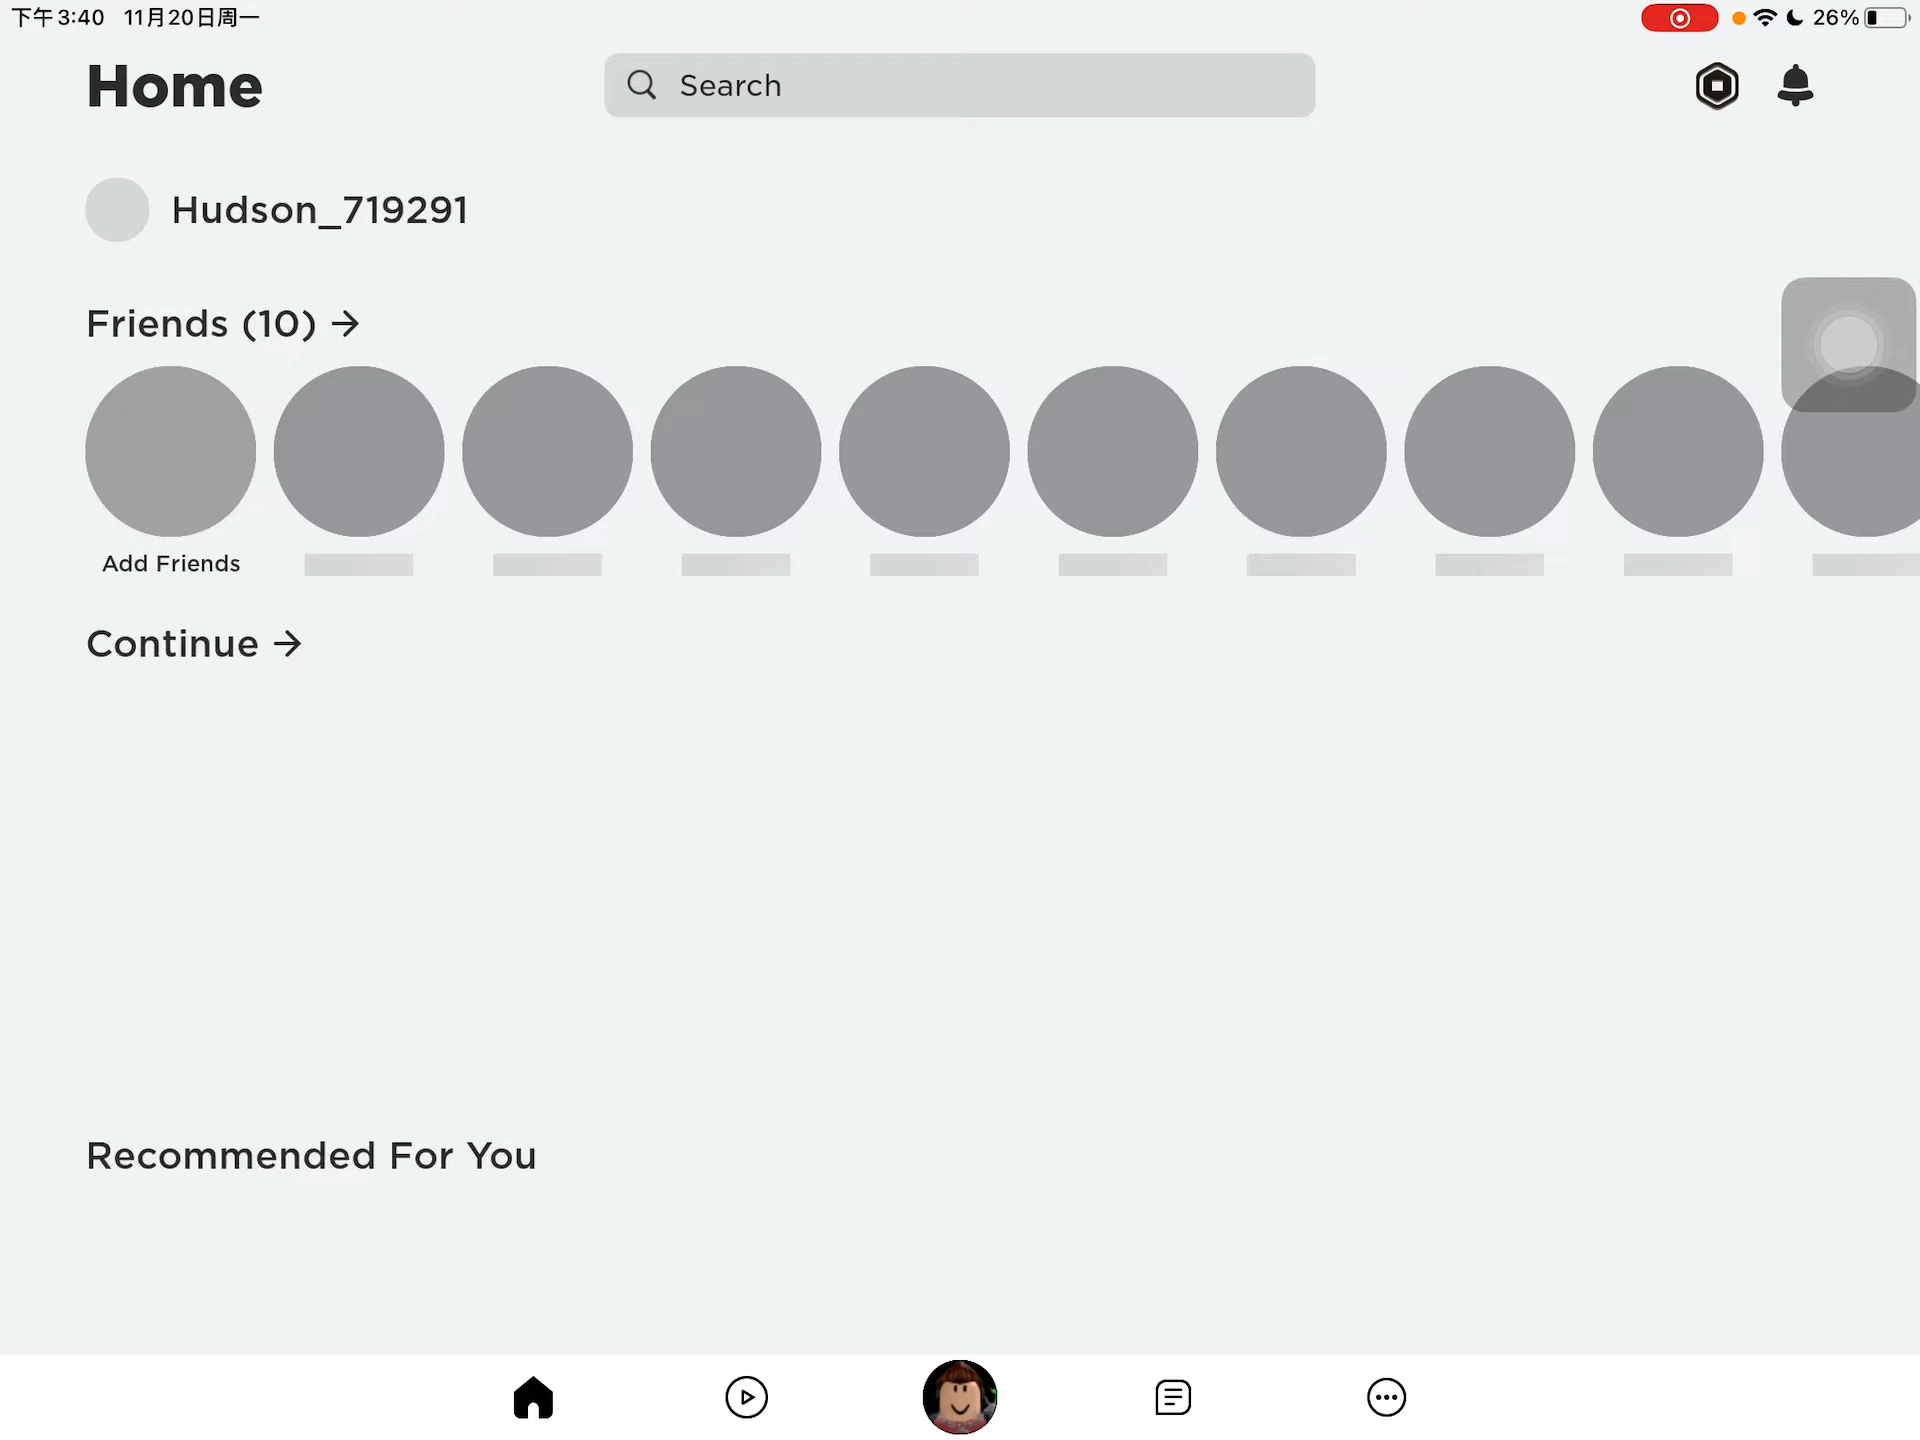 下午3:40 11月20日周一
26%
Home
Search
Hudson_719291
Friends (10) →
Add Friends
Continue →
Recommended For You